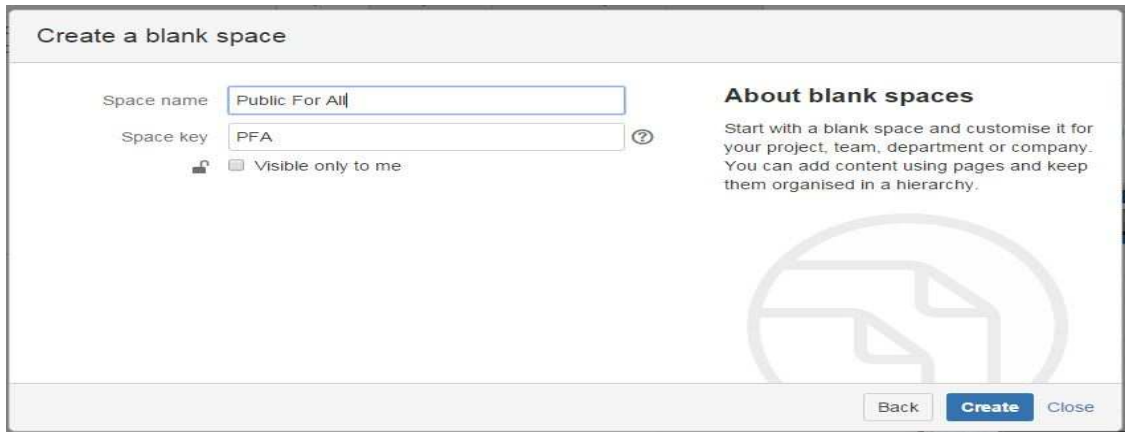 Create a blank space
Space name Public For All
Space key PFA
Visible only to me
About blank spaces
Start with a blank space and customise it for
your project, team, department or company.
You can add content using pages and keep
them organised in a hierarchy.
Back Create Close